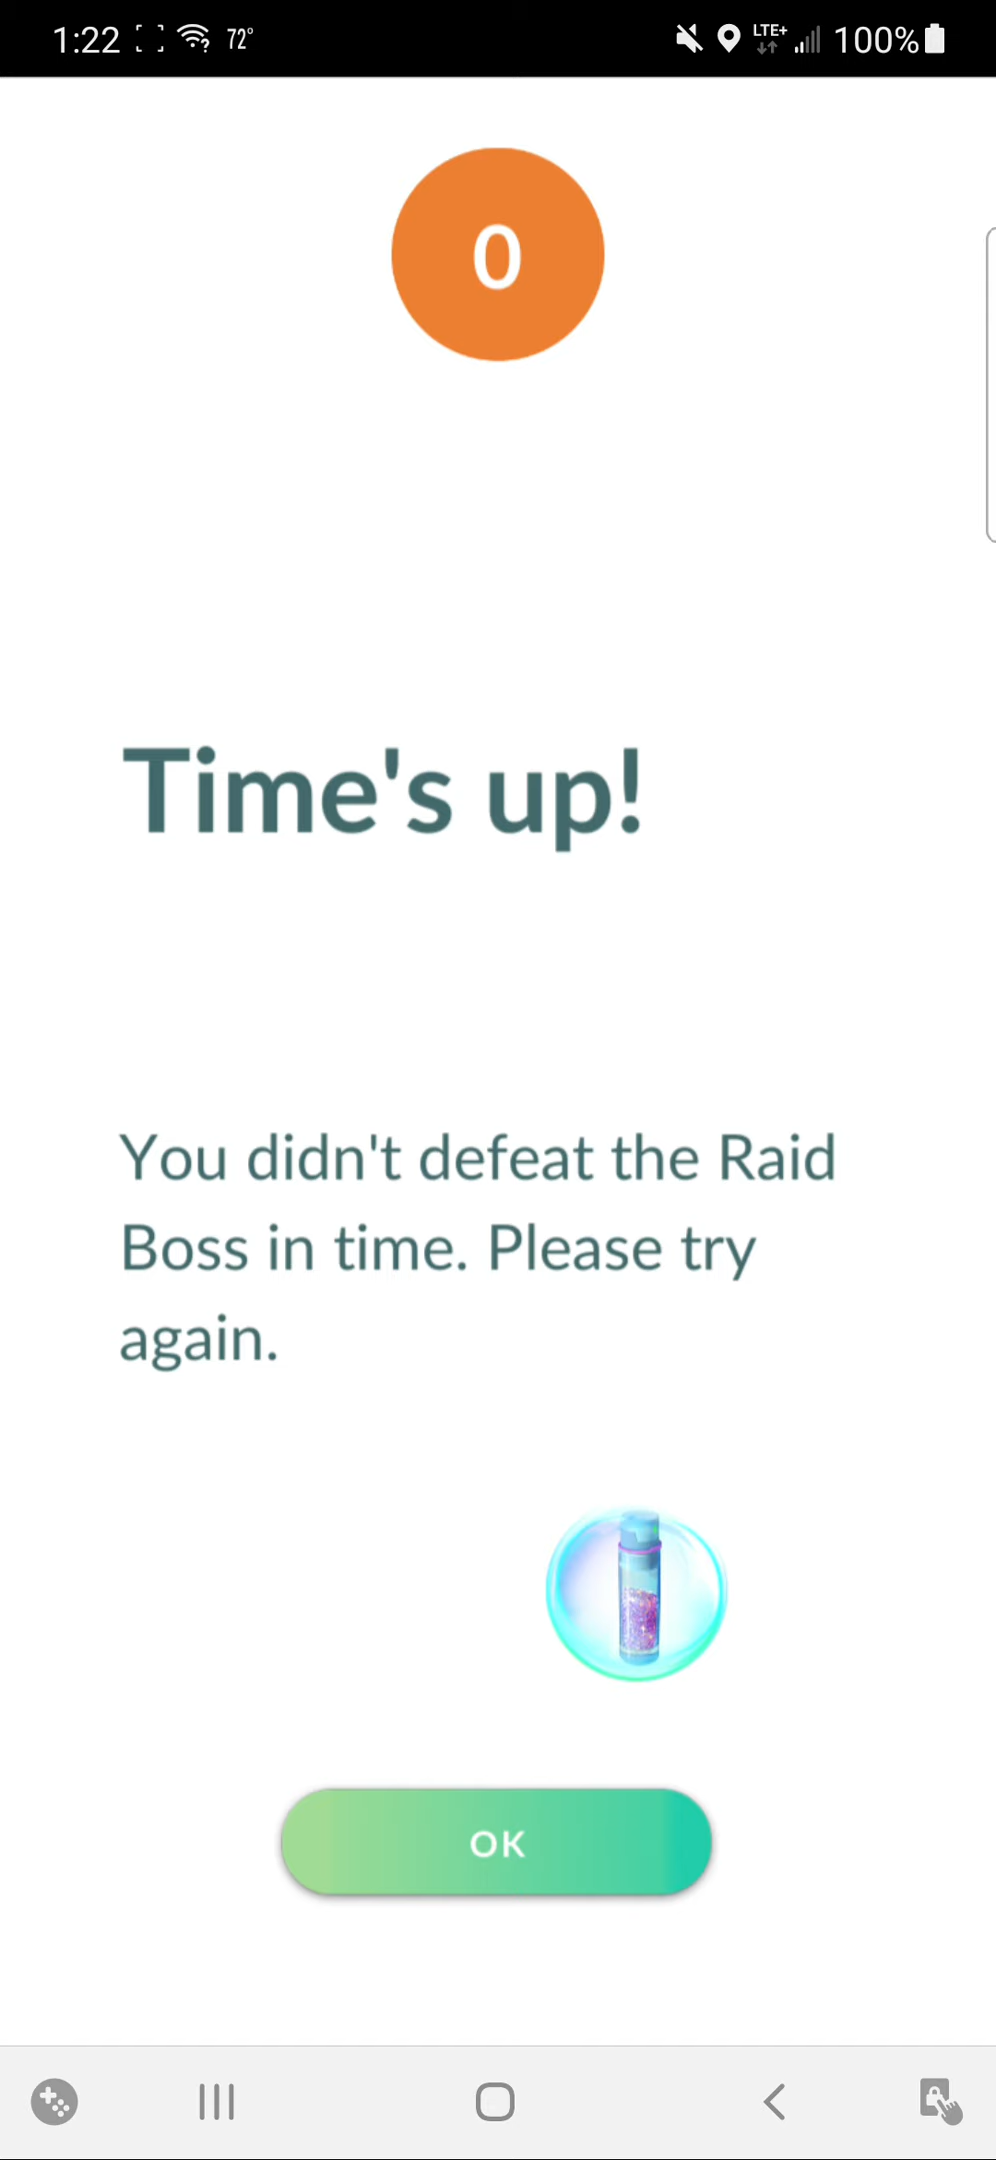 1:22 72° LTE+ 100%
0
Time's up!
You didn't defeat the Raid
Boss in time. Please try
again.
OK